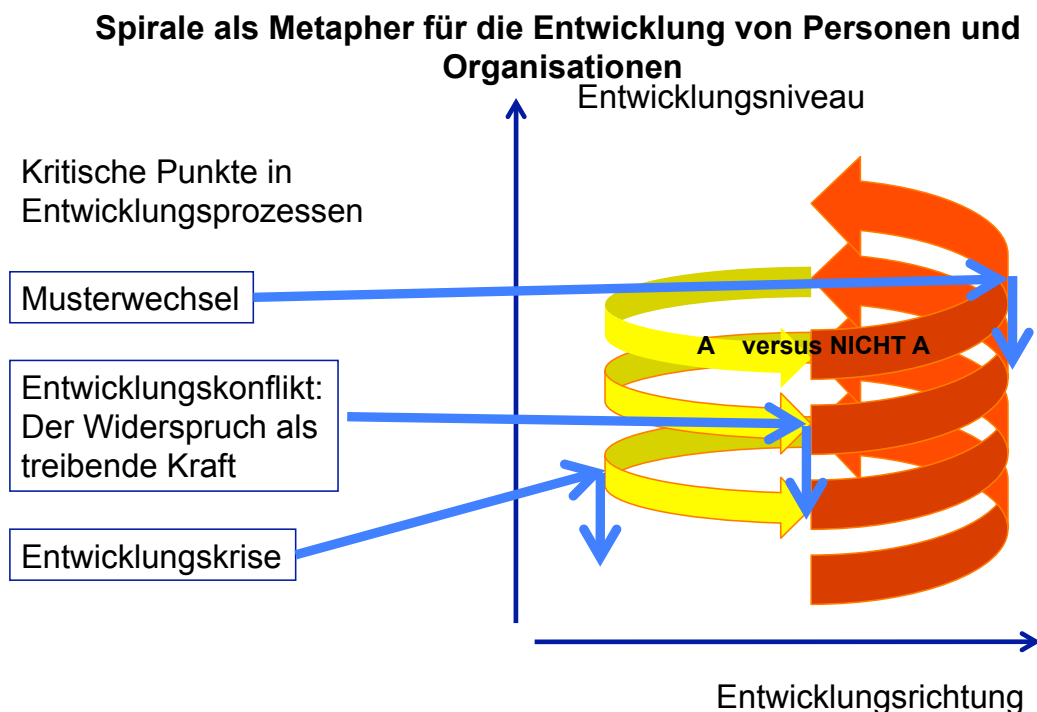 Spirale als Metapher für die Entwicklung von Personen und
Organisationen
Entwicklungsniveau
Kritische Punkte in
Entwicklungsprozessen
Musterwechsel
A versus NICHT A
Entwicklungskonflikt:
Der Widerspruch als
treibende Kraft
Entwicklungskrise
Entwicklungsrichtung